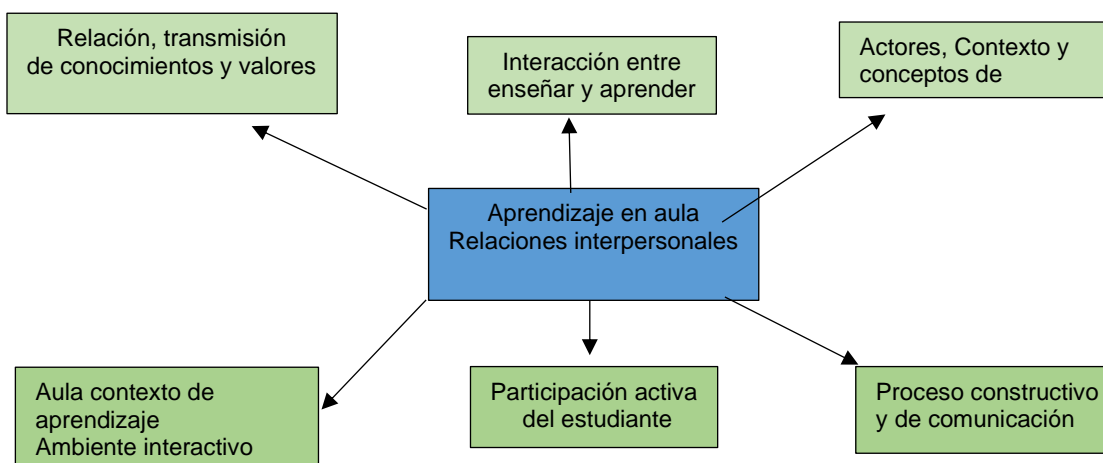 Relación, transmisión
de conocimientos y valores
Interacción entre
enseñar y aprender
Actores, Contexto y
conceptos de
Aprendizaje en aula
Relaciones interpersonales
Aula contexto de
aprendizaje
Ambiente interactivo
Participación activa
del estudiante
Proceso constructivo
y de comunicación